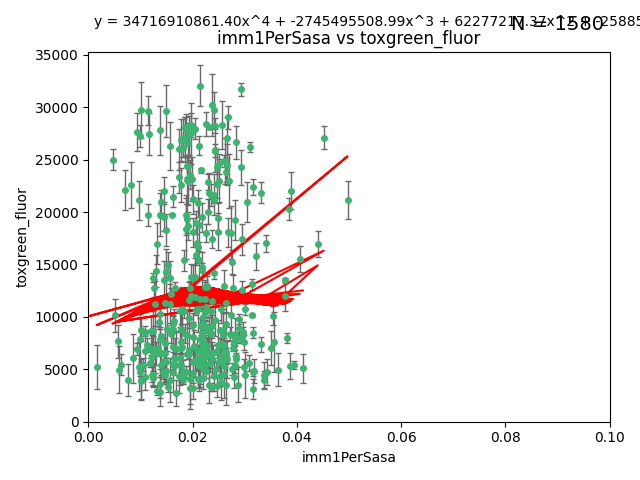 y = 34716910861.40x^4 + -2745495508.99x^3 + 
N = 1580
imm1PerSasa vs toxgreen_fluor
35000
30000
25000
20000
15000
10000
5000
0
toxgreen_fluor
0.00 0.02 0.04 0.06 0.08 0.10
imm1PerSasa